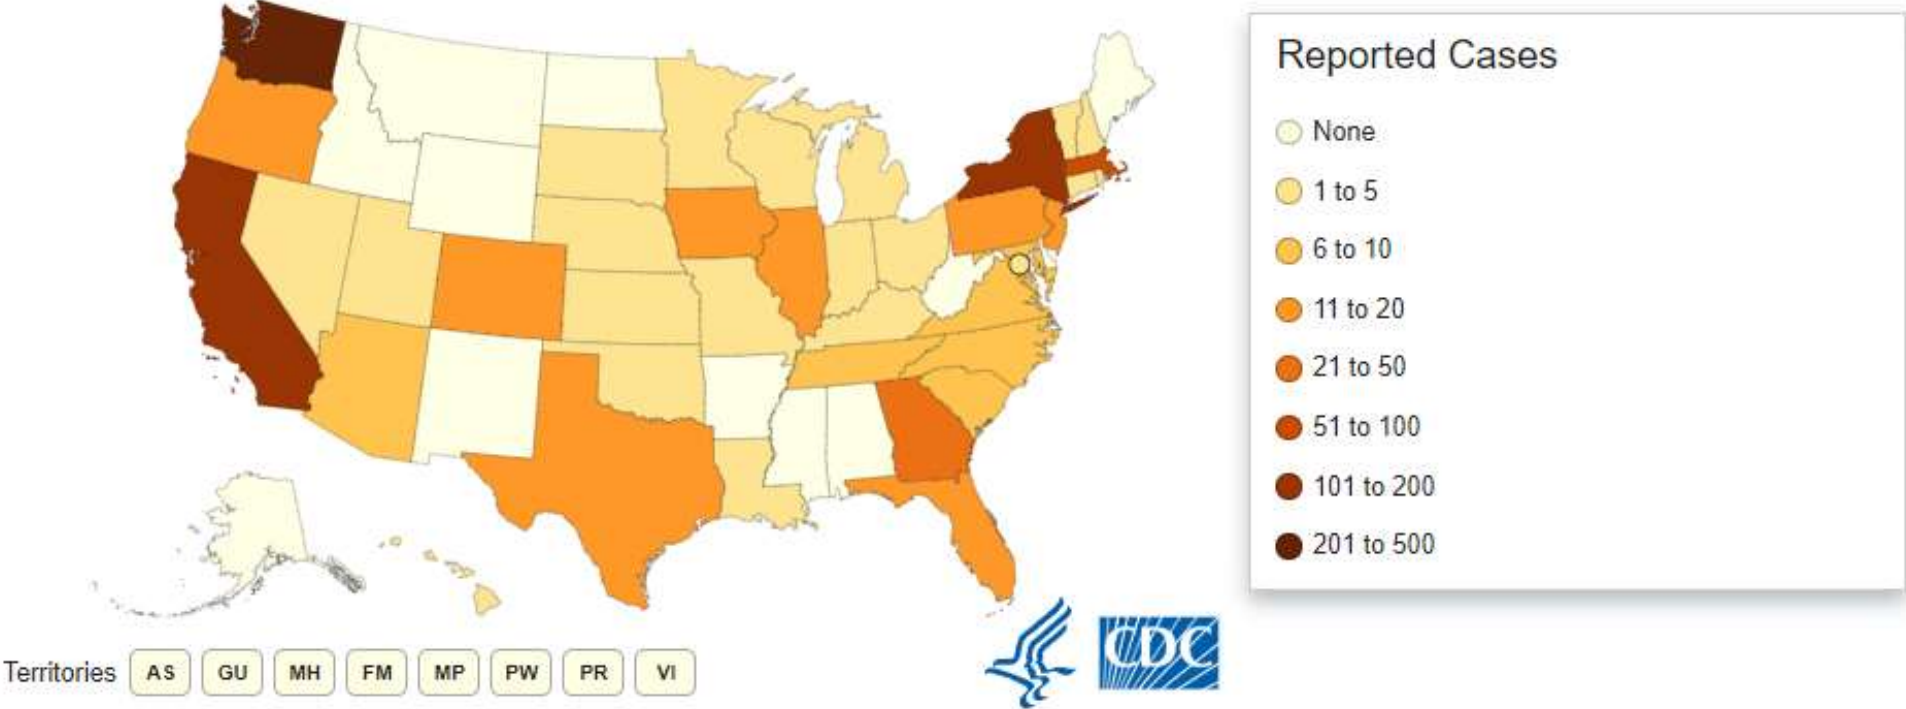 Reported Cases
None
1 to 5
6 to 10
11 to 20
21 to 50
51 to 100
101 to 200
201 to 500
CDC
Territories AS GU MH FM MP PW PR VI